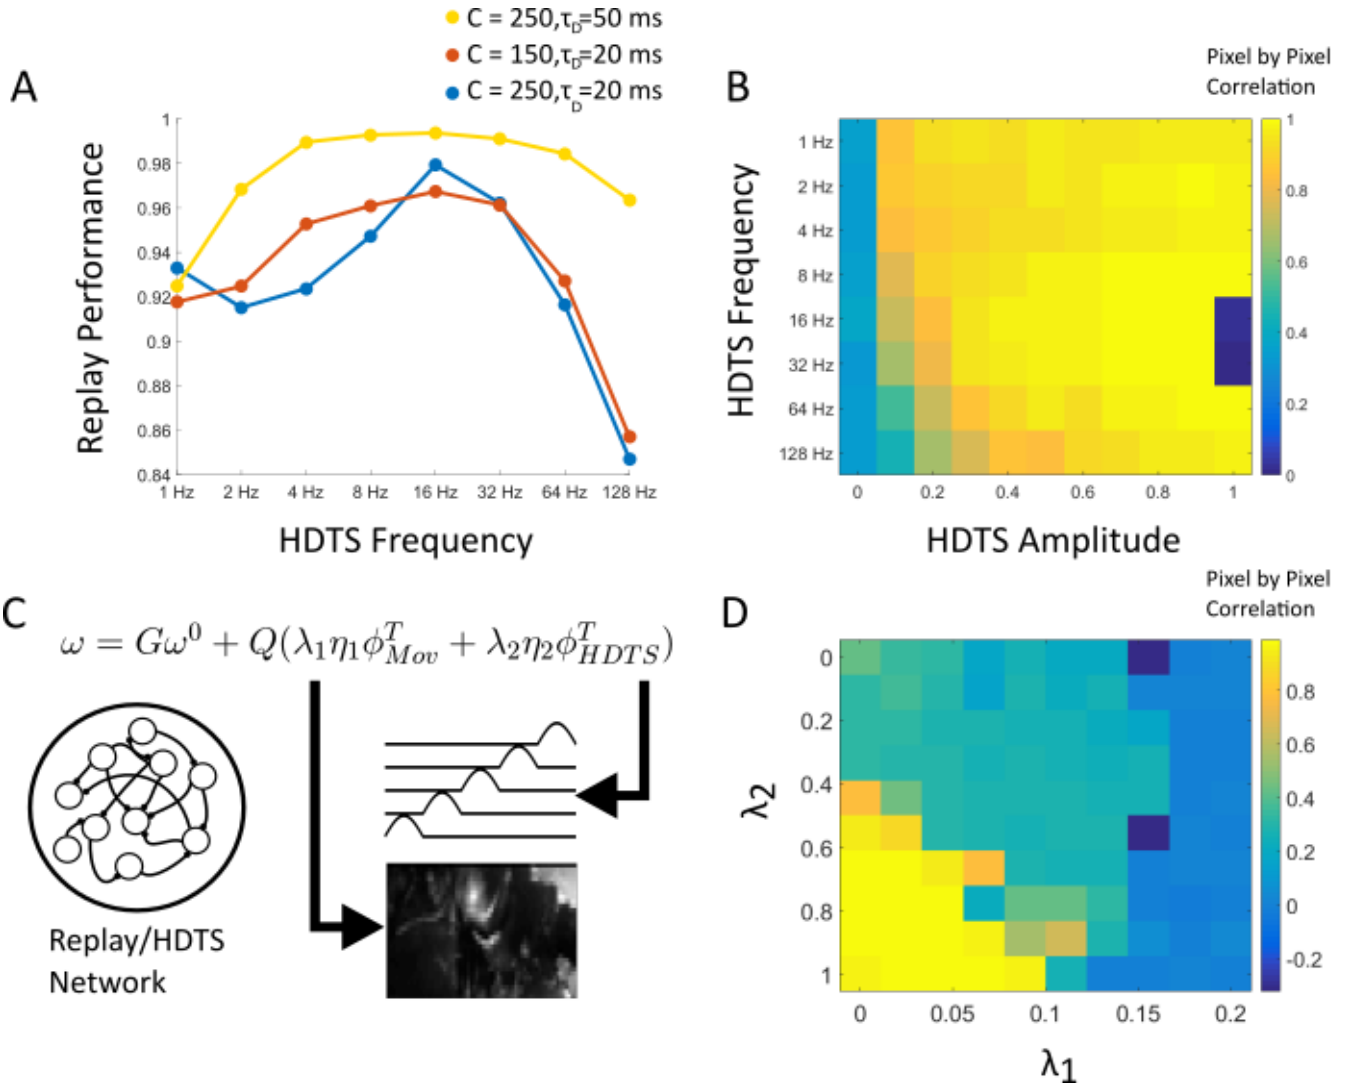 C = 250,τD=50 ms
C = 150,τD=20 ms
C = 250,τD=20 ms
A
Replay Performance
1
0.98
0.96
0.94
0.92
0.9
0.88
0.86
0.84
1 Hz 2 Hz 4 Hz 8 Hz 16 Hz 32 Hz 64 Hz 128 Hz
HDTS Frequency
B
Pixel by Pixel
Correlation
HDTS Frequency
1 Hz
2 Hz
4 Hz
8 Hz
16 Hz
32 Hz
64 Hz
128 Hz
0 0.2 0.4 0.6 0.8 1
HDTS Amplitude
1
0.8
0.6
0.4
0.2
0
C
ω = Gω⁰ + Q(λ₁η₁ϕ^T_Mov + λ₂η₂ϕ^T_HDTS)
Replay/HDTS
Network
D
Pixel by Pixel
Correlation
λ2
0
0.2
0.4
0.6
0.8
1
0 0.05 0.1 0.15 0.2
λ1
0.8
0.6
0.4
0.2
0
-0.2